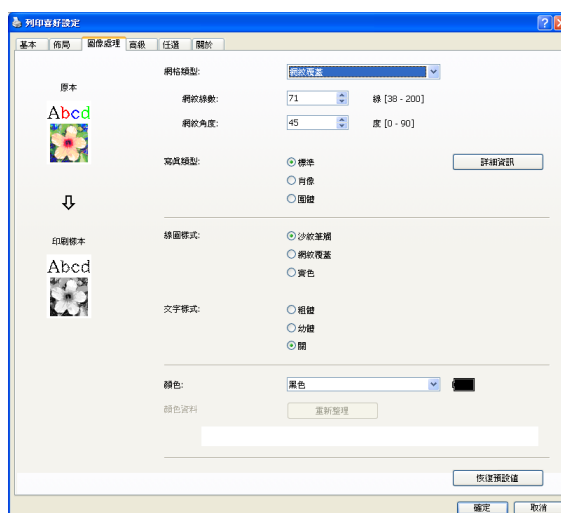 列印喜好設定
基本 佈局 圖像處理 高級 任選 關於
網格類型: 網紋覆蓋
原本
網紋線數: 71 線 [38 - 200]
Abcd
網紋角度: 45 度 [0 - 90]
寫真類型: 標準 詳細資訊
肖像
團體
印刷樣本
Abcd
線圖樣式: 沙紋筆觸
網紋覆蓋
齊色
文字樣式: 粗體
幼體
關
顏色: 黑色
顏色資料 重新整理
恢復預設值
確定 取消